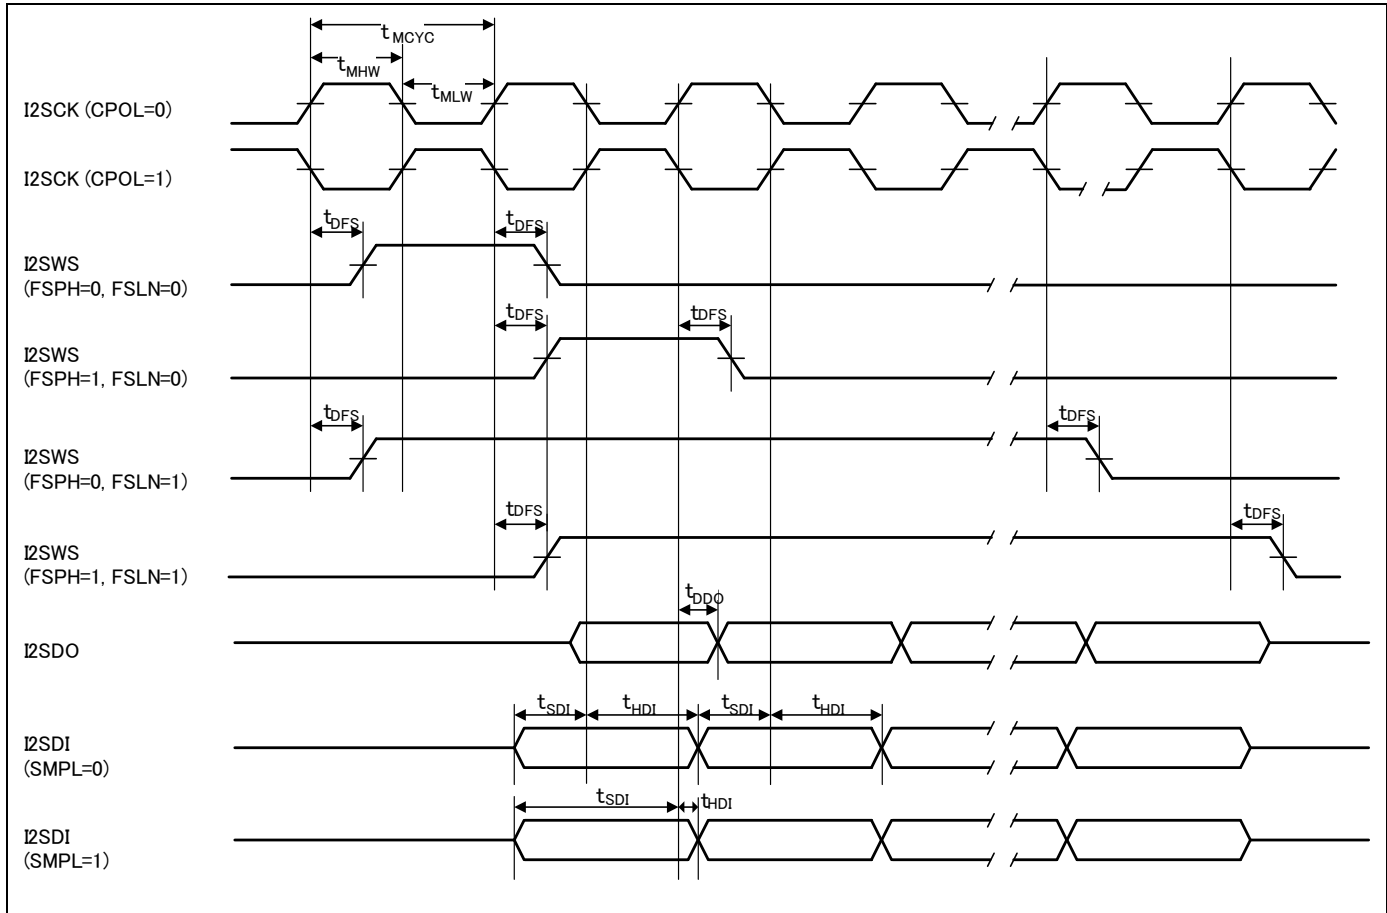 tMCYC
tMHW
tMLW
I2SCK (CPOL=0)
I2SCK (CPOL=1)
tDFS
tDFS
I2SWS
(FSPH=0, FSLN=0)
tDFS
tDFS
I2SWS
(FSPH=1, FSLN=0)
tDFS
tDFS
I2SWS
(FSPH=0, FSLN=1)
tDFS
tDFS
I2SWS
(FSPH=1, FSLN=1)
tDDO
I2SDO
tSDI
tHDI
tSDI
tHDI
I2SDI
(SMPL=0)
tSDI
tHDI
I2SDI
(SMPL=1)